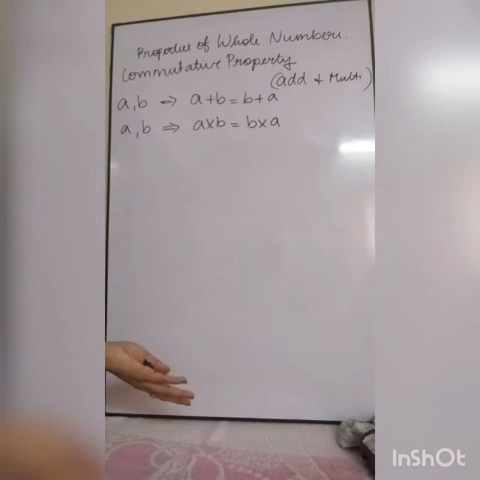 Properties of Whole Numbers.
Commutative Property
(add + Multi)
a,b ⇒ a+b = b+a
a,b ⇒ a×b = b×a
InShOt